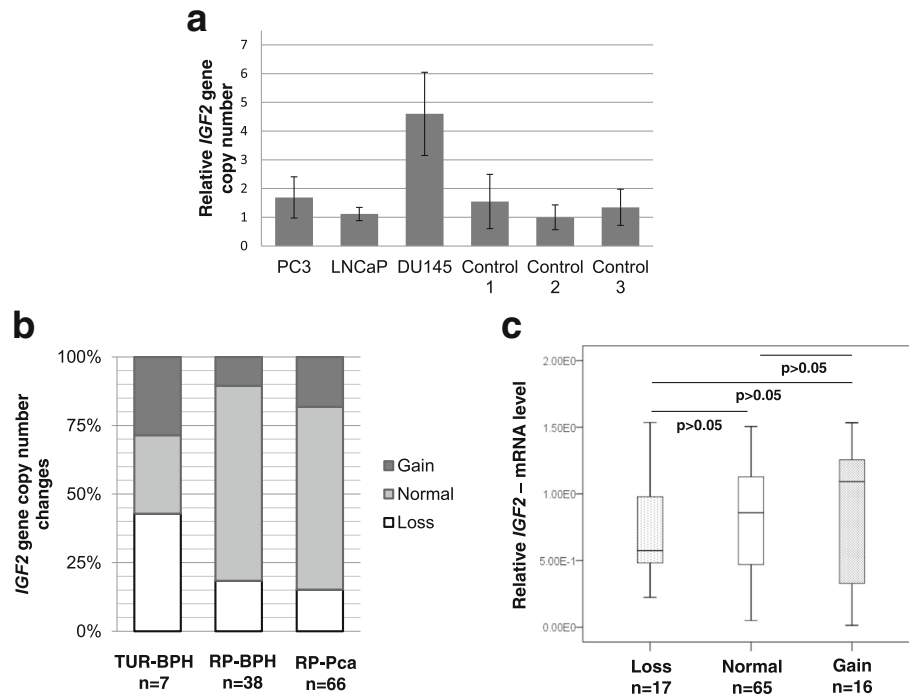 a
Relative IGF2 gene
copy number
7
6
5
4
3
2
1
0
PC3 LNCaP DU145 Control Control Control
1 2 3
b
IGF2 gene copy number
changes
100%
75%
50%
25%
0%
Gain
Normal
Loss
TUR-BPH RP-BPH RP-Pca
n=7 n=38 n=66
c
Relative IGF2 – mRNA level
2.00E0
1.50E0
1.00E0
5.00E-1
0.00E0
p>0.05
p>0.05
p>0.05
Loss Normal Gain
n=17 n=65 n=16